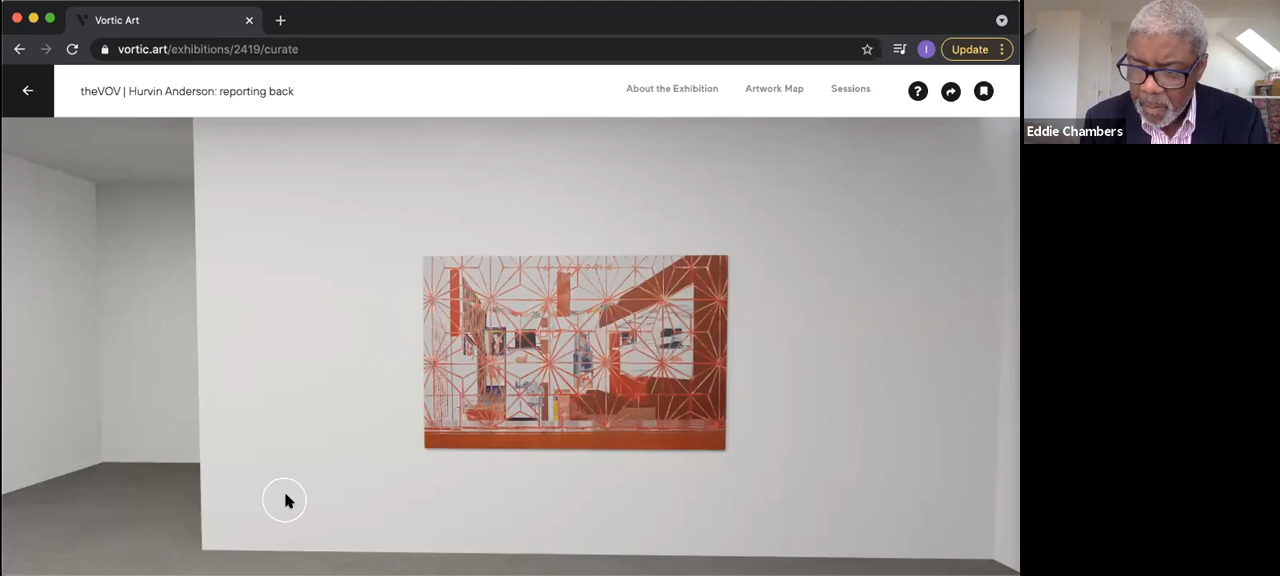 Vortic Art
vortic.art/exhibitions/2419/curate
I
Update
theVOV | Hurvin Anderson: reporting back
About the Exhibition
Artwork Map
Sessions
?
Eddie Chambers